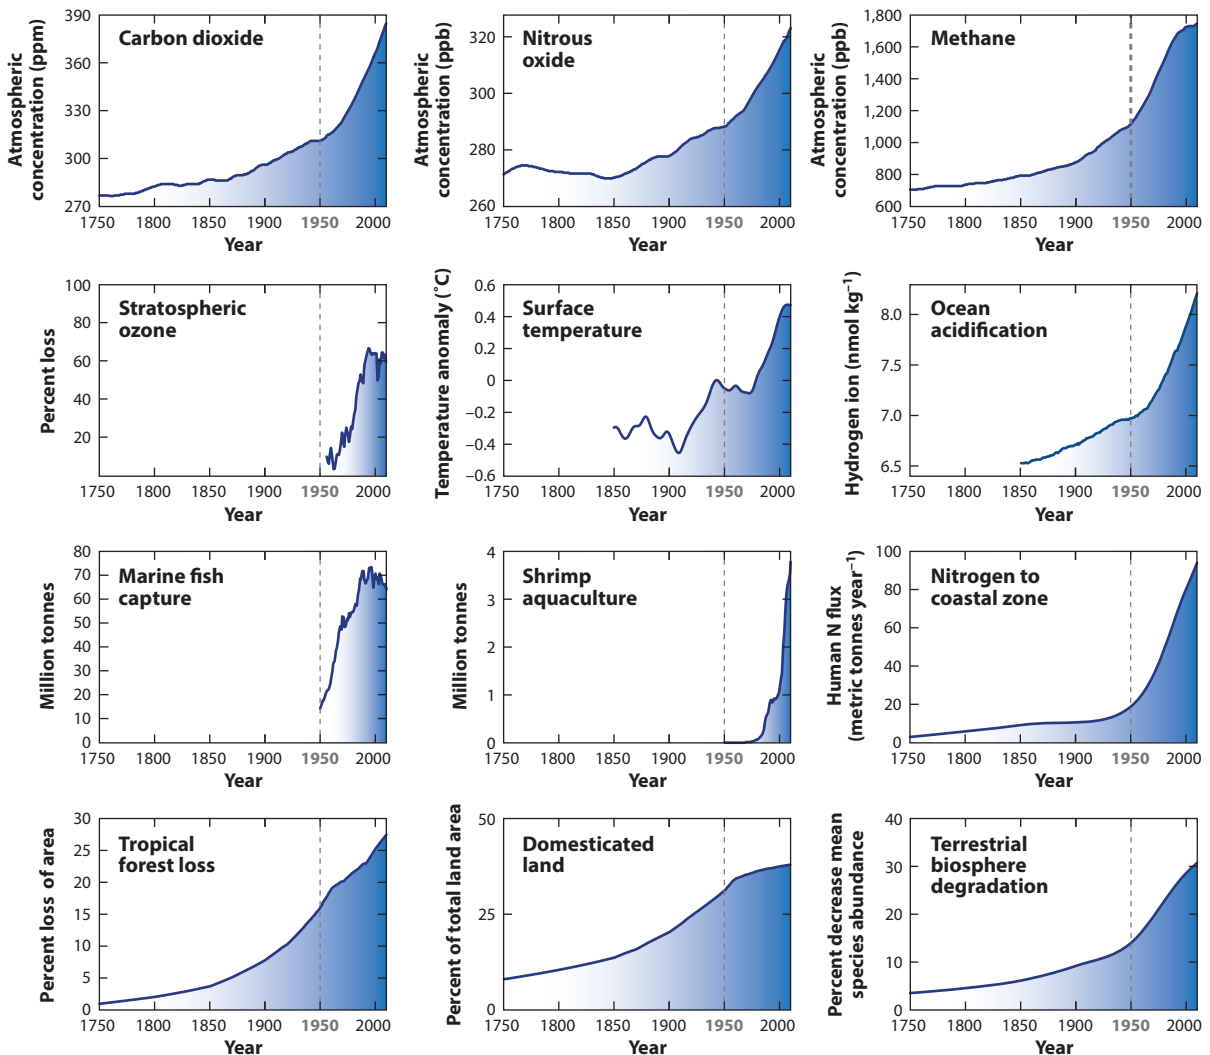 Carbon dioxide
Atmospheric
concentration (ppm)
390
360
330
300
270
1750 1800 1850 1900 1950 2000
Year
Nitrous
oxide
Atmospheric
concentration (ppb)
320
300
280
260
1750 1800 1850 1900 1950 2000
Year
Methane
Atmospheric
concentration (ppb)
1,800
1,600
1,400
1,200
1,000
800
600
1750 1800 1850 1900 1950 2000
Year
Stratospheric
ozone
Percent loss
100
80
60
40
20
1750 1800 1850 1900 1950 2000
Year
Surface
temperature
Temperature anomaly (˚C)
0.6
0.4
0.2
0
–0.2
–0.4
–0.6
1750 1800 1850 1900 1950 2000
Year
Ocean
acidification
Hydrogen ion (nmol kg⁻¹)
8.0
7.5
7.0
6.5
1750 1800 1850 1900 1950 2000
Year
Marine fish
capture
Million tonnes
80
70
60
50
40
30
20
10
0
1750 1800 1850 1900 1950 2000
Year
Shrimp
aquaculture
Million tonnes
4
3
2
1
0
1750 1800 1850 1900 1950 2000
Year
Nitrogen to
coastal zone
Human N flux
(metric tonnes year⁻¹)
100
80
60
40
20
0
1750 1800 1850 1900 1950 2000
Year
Tropical
forest loss
Percent loss of area
30
25
20
15
10
5
0
1750 1800 1850 1900 1950 2000
Year
Domesticated
land
Percent of total land area
50
25
0
1750 1800 1850 1900 1950 2000
Year
Terrestrial
biosphere
degradation
Percent decrease mean
species abundance
40
30
20
10
0
1750 1800 1850 1900 1950 2000
Year